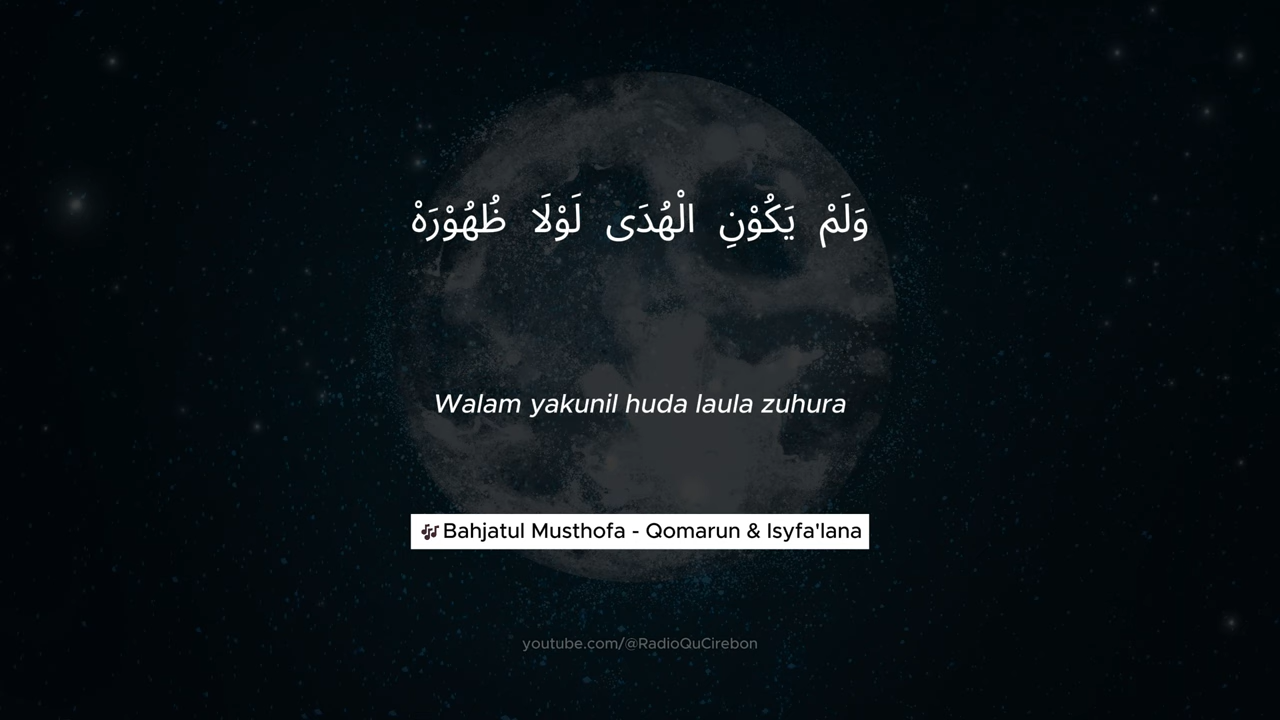 وَلَمْ يَكُوْنِ الْهُدَى لَوْلَا ظُهُوْرَهْ
Walam yakunil huda laula zuhura
🎶Bahjatul Musthofa - Qomarun & Isyfa'lana
youtube.com/@RadioQuCirebon